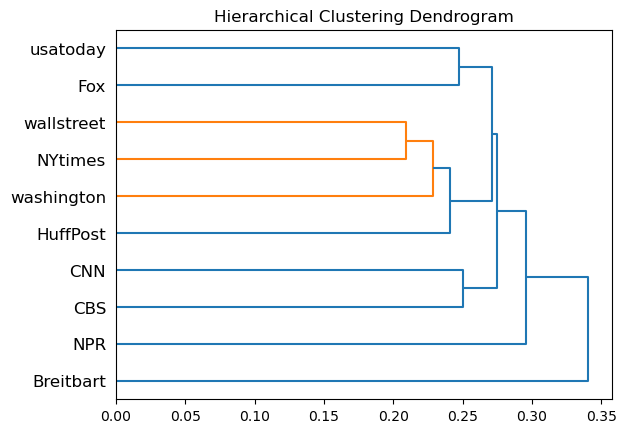 Hierarchical Clustering Dendrogram
usatoday
Fox
wallstreet
NYtimes
washington
HuffPost
CNN
CBS
NPR
Breitbart
0.00 0.05 0.10 0.15 0.20 0.25 0.30 0.35